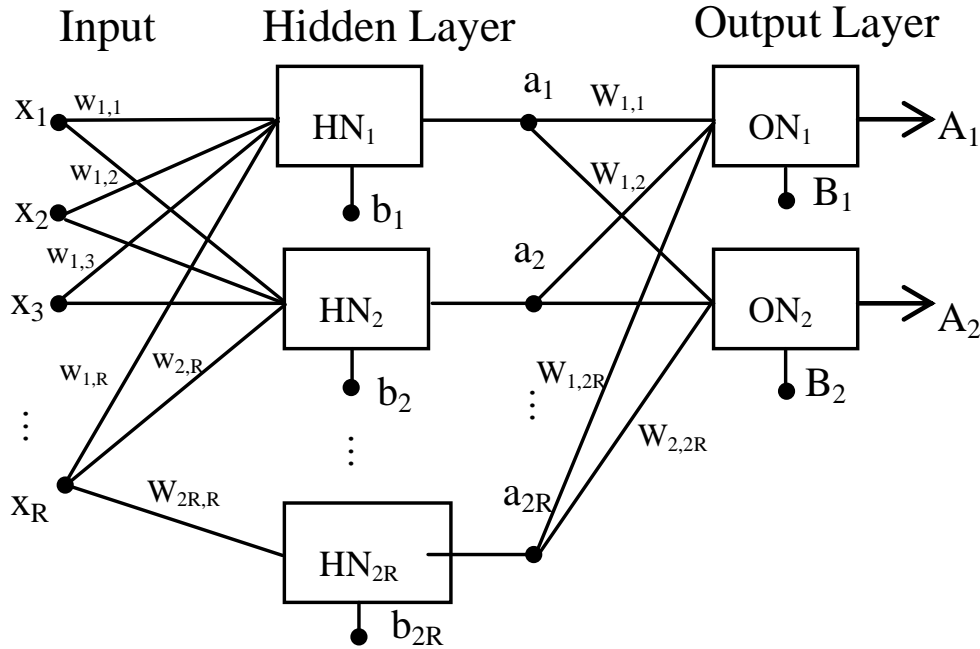 Input Hidden Layer Output Layer
x₁ w₁,₁ HN₁ a₁ W₁,₁ ON₁ A₁
w₁,₂ W₁,₂
x₂ b₁ B₁
w₁,₃ a₂
x₃ HN₂ ON₂ A₂
w₁,R w₂,R W₁,₂R
b₂ B₂
⋮ ⋮ ⋮ W₂,₂R
x_R W₂R,R a₂R
HN₂R
b₂R